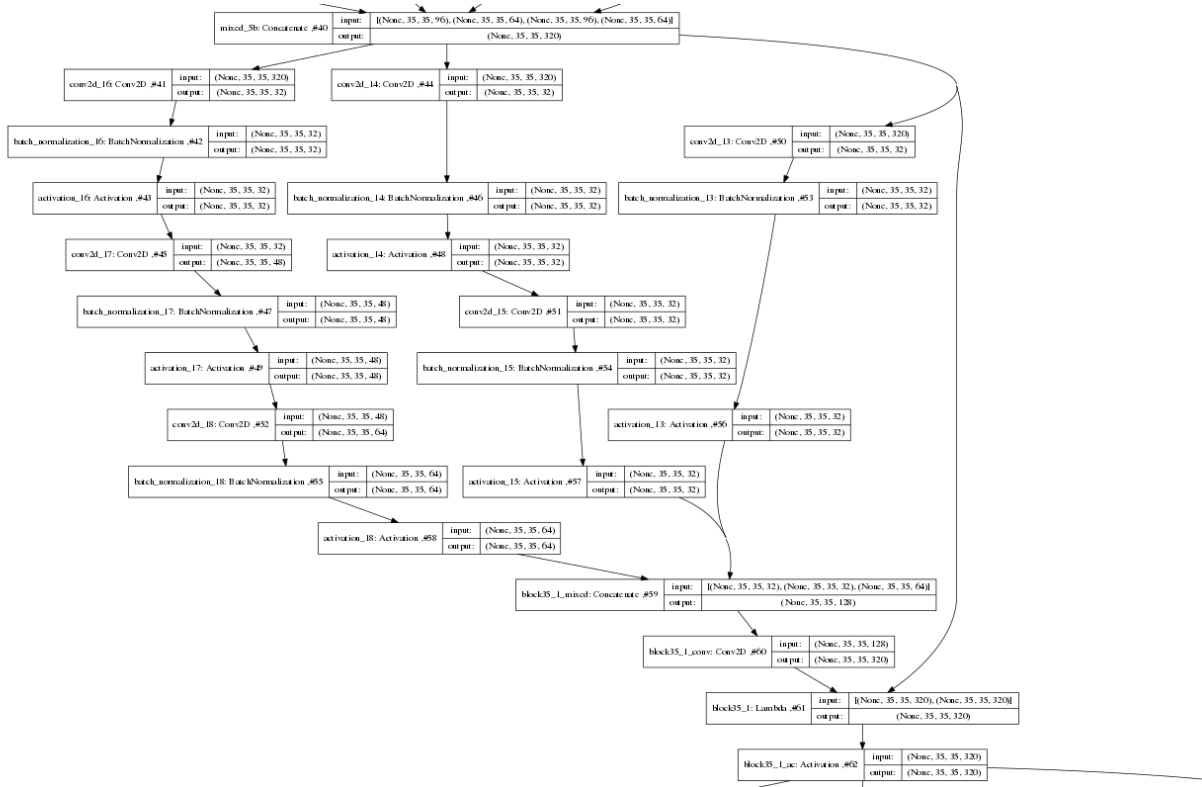 mixed_5b: Concatenate ,#40
input: [(None, 35, 35, 96), (None, 35, 35, 64), (None, 35, 35, 96), (None, 35, 35, 64)]
output: (None, 35, 35, 320)
conv2d_16: Conv2D ,#41
input: (None, 35, 35, 320)
output: (None, 35, 35, 32)
conv2d_14: Conv2D ,#44
input: (None, 35, 35, 320)
output: (None, 35, 35, 32)
batch_normalization_16: BatchNormalization ,#42
input: (None, 35, 35, 32)
output: (None, 35, 35, 32)
conv2d_13: Conv2D ,#50
input: (None, 35, 35, 320)
output: (None, 35, 35, 32)
activation_16: Activation ,#43
input: (None, 35, 35, 32)
output: (None, 35, 35, 32)
batch_normalization_14: BatchNormalization ,#46
input: (None, 35, 35, 32)
output: (None, 35, 35, 32)
batch_normalization_13: BatchNormalization ,#53
input: (None, 35, 35, 32)
output: (None, 35, 35, 32)
conv2d_17: Conv2D ,#45
input: (None, 35, 35, 32)
output: (None, 35, 35, 48)
activation_14: Activation ,#48
input: (None, 35, 35, 32)
output: (None, 35, 35, 32)
batch_normalization_17: BatchNormalization ,#47
input: (None, 35, 35, 48)
output: (None, 35, 35, 48)
conv2d_15: Conv2D ,#51
input: (None, 35, 35, 32)
output: (None, 35, 35, 32)
activation_17: Activation ,#49
input: (None, 35, 35, 48)
output: (None, 35, 35, 48)
batch_normalization_15: BatchNormalization ,#54
input: (None, 35, 35, 32)
output: (None, 35, 35, 32)
conv2d_18: Conv2D ,#52
input: (None, 35, 35, 48)
output: (None, 35, 35, 64)
activation_13: Activation ,#56
input: (None, 35, 35, 32)
output: (None, 35, 35, 32)
batch_normalization_18: BatchNormalization ,#55
input: (None, 35, 35, 64)
output: (None, 35, 35, 64)
activation_15: Activation ,#57
input: (None, 35, 35, 32)
output: (None, 35, 35, 32)
activation_18: Activation ,#58
input: (None, 35, 35, 64)
output: (None, 35, 35, 64)
block35_1_mixed: Concatenate ,#59
input: [(None, 35, 35, 32), (None, 35, 35, 32), (None, 35, 35, 64)]
output: (None, 35, 35, 128)
block35_1_conv: Conv2D ,#60
input: (None, 35, 35, 128)
output: (None, 35, 35, 320)
block35_1: Lambda ,#61
input: [(None, 35, 35, 320), (None, 35, 35, 320)]
output: (None, 35, 35, 320)
block35_1_ac: Activation ,#62
input: (None, 35, 35, 320)
output: (None, 35, 35, 320)